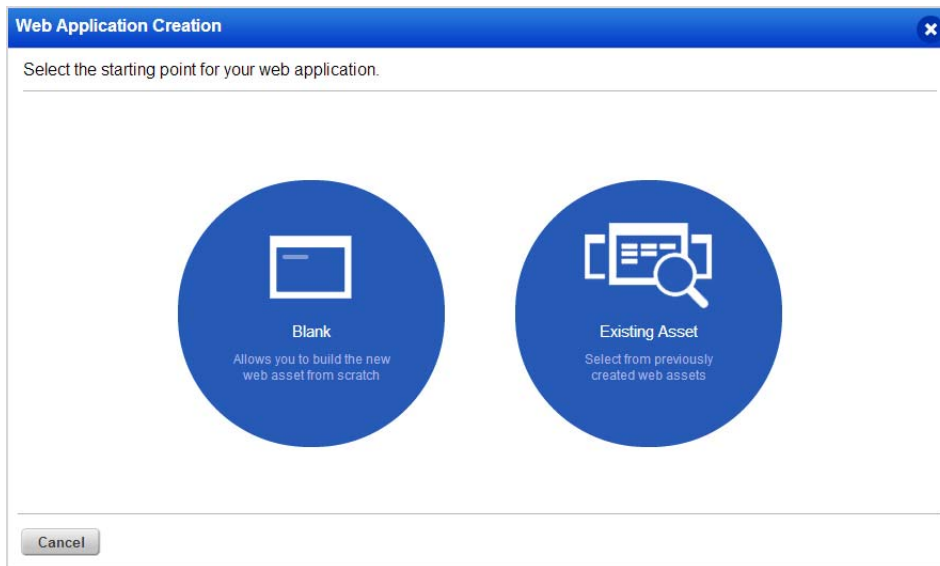 Web Application Creation
Select the starting point for your web application.
Blank
Allows you to build the new
web asset from scratch
Existing Asset
Select from previously
created web assets
Cancel